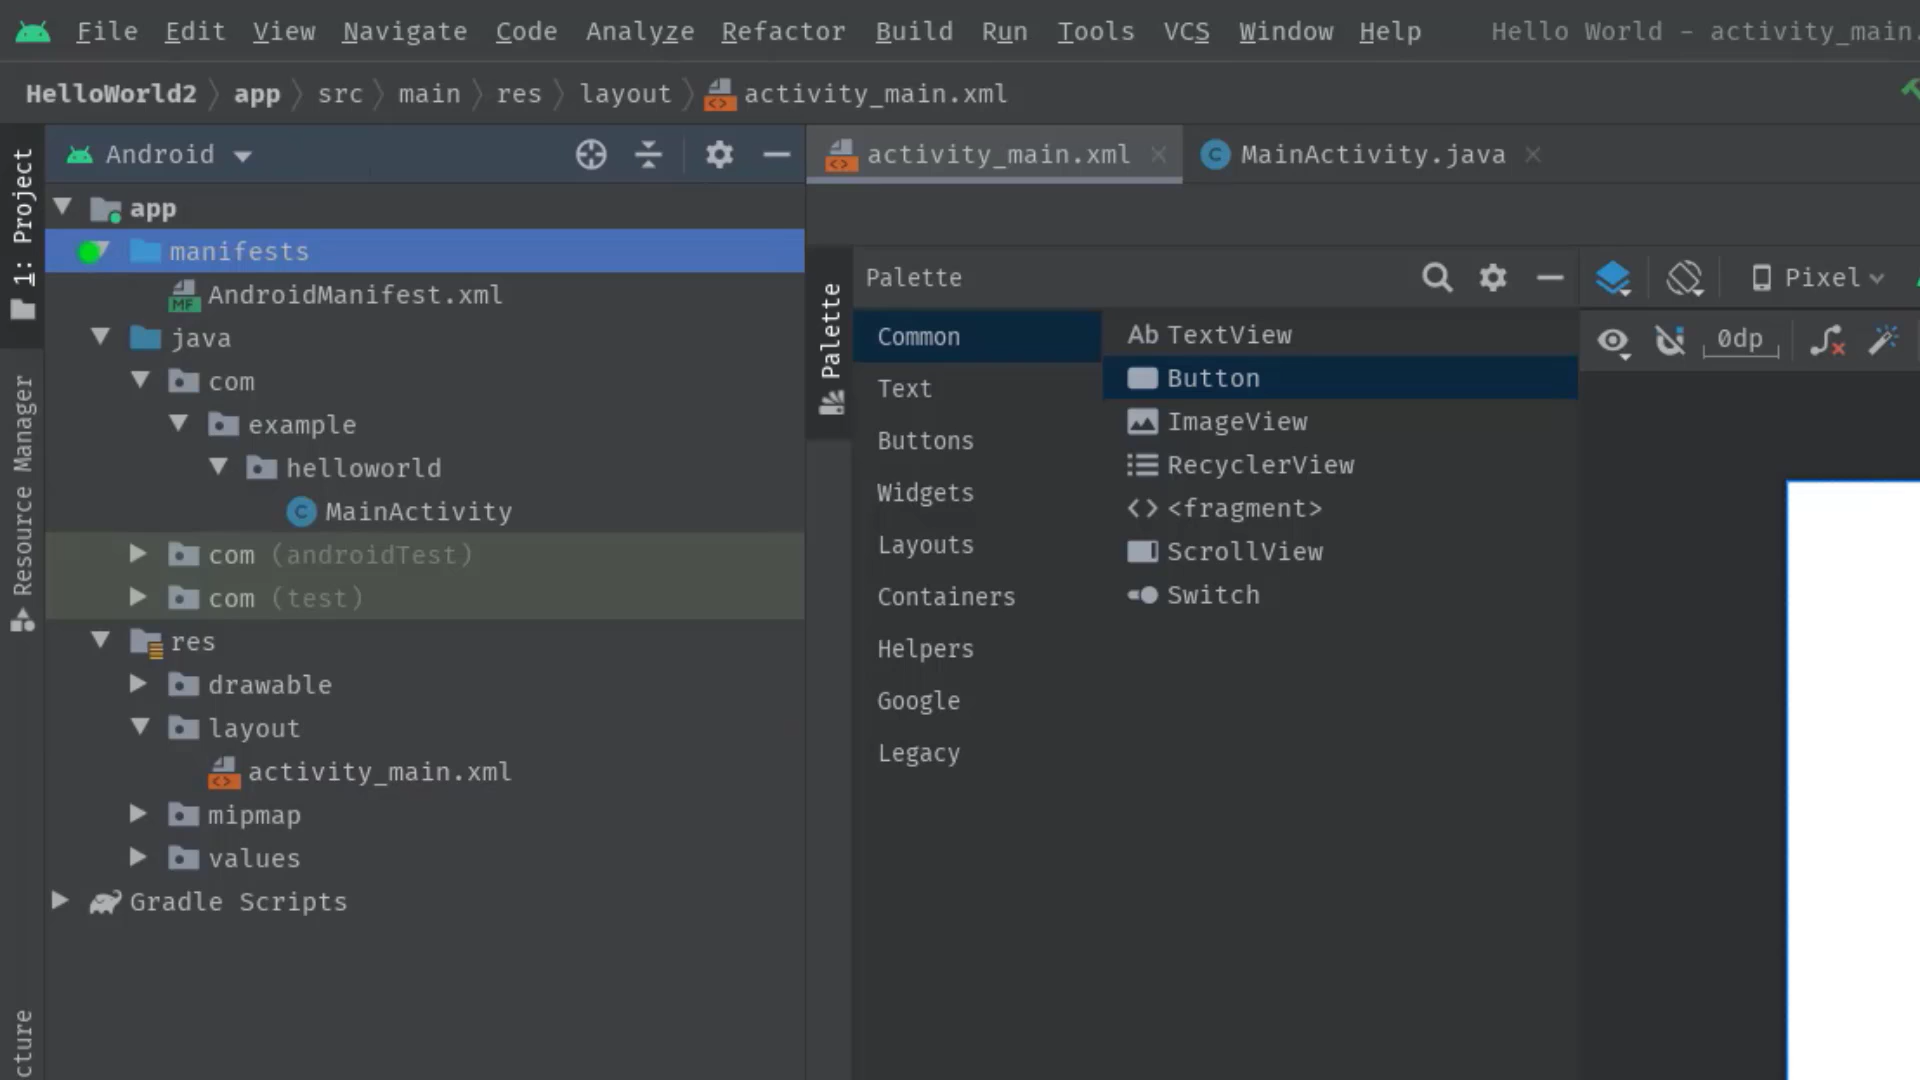 File Edit View Navigate Code Analyze Refactor Build Run Tools VCS Window Help Hello World - activity_main.
HelloWorld2 app src main res layout activity_main.xml
1: Project
Resource Manager
cture
Android
app
manifests
MF
AndroidManifest.xml
java
com
example
helloworld
C MainActivity
com (androidTest)
com (test)
res
drawable
layout
activity_main.xml
mipmap
values
Gradle Scripts
activity_main.xml
C MainActivity.java
Palette
Palette
Common
Text
Buttons
Widgets
Layouts
Containers
Helpers
Google
Legacy
Ab TextView
Button
ImageView
RecyclerView
<> <fragment>
ScrollView
Switch
Pixel
0dp